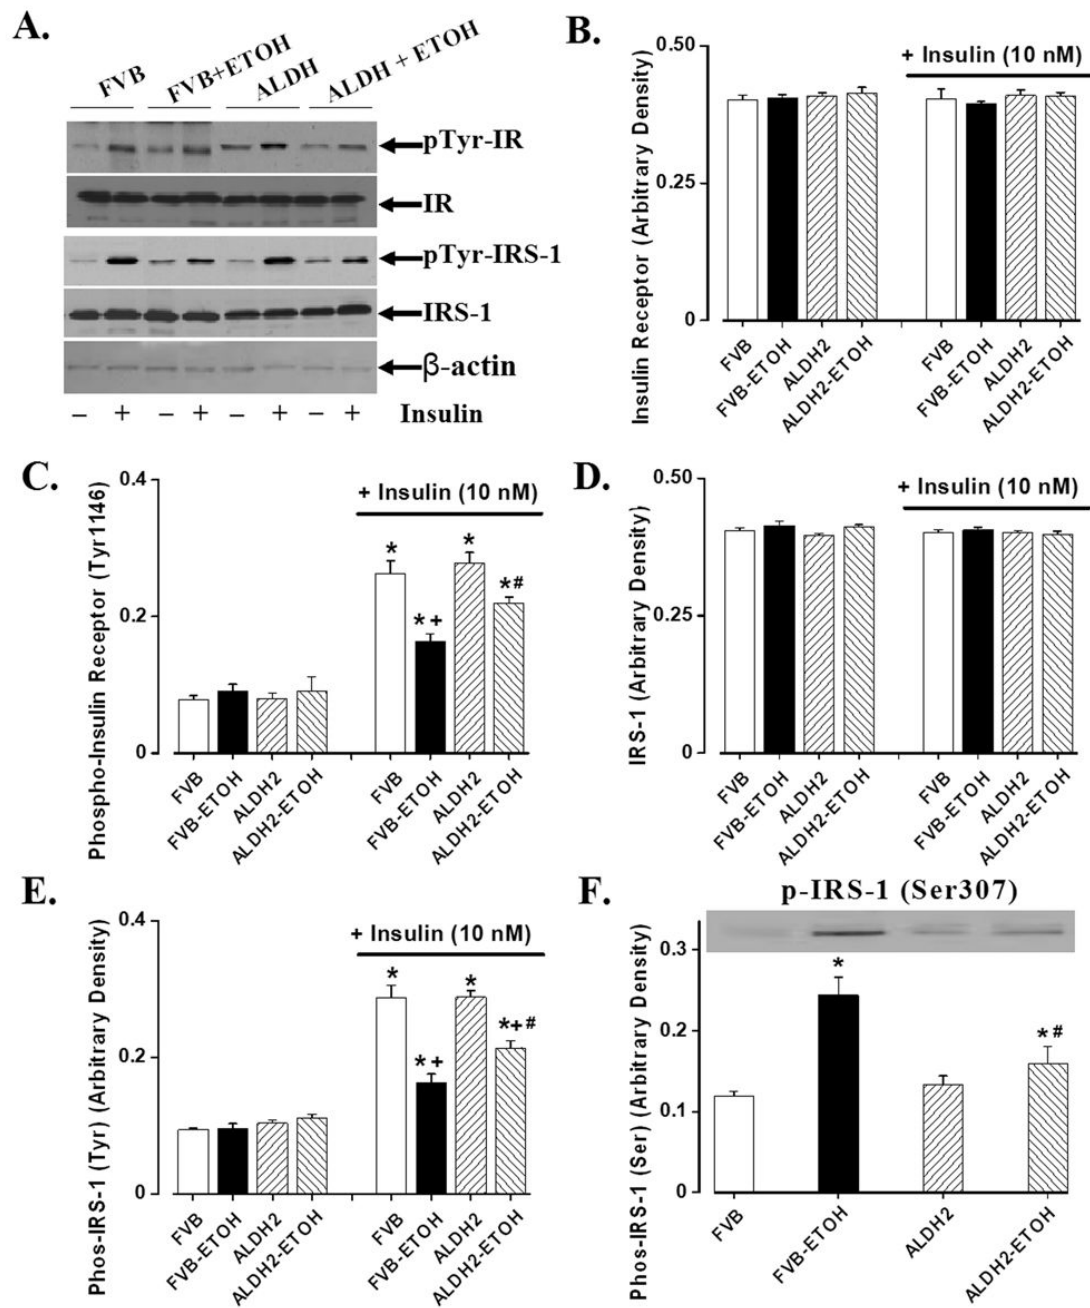 A.
FVB FVB+ETOH ALDH ALDH + ETOH
pTyr-IR
IR
pTyr-IRS-1
IRS-1
β-actin
− + − + − + − + Insulin
B.
Insulin Receptor (Arbitrary Density)
0.50
0.25
0
+ Insulin (10 nM)
FVB FVB-ETOH ALDH2 ALDH2-ETOH FVB FVB-ETOH ALDH2 ALDH2-ETOH
C.
Phospho-Insulin Receptor (Tyr1146)
0.4
0.2
0
+ Insulin (10 nM)
* *+ * *#
FVB FVB-ETOH ALDH2 ALDH2-ETOH FVB FVB-ETOH ALDH2 ALDH2-ETOH
D.
IRS-1 (Arbitrary Density)
0.50
0.25
0
+ Insulin (10 nM)
FVB FVB-ETOH ALDH2 ALDH2-ETOH FVB FVB-ETOH ALDH2 ALDH2-ETOH
E.
Phos-IRS-1 (Tyr) (Arbitrary Density)
0.4
0.2
0
+ Insulin (10 nM)
* *+ * *+#
FVB FVB-ETOH ALDH2 ALDH2-ETOH FVB FVB-ETOH ALDH2 ALDH2-ETOH
F.
p-IRS-1 (Ser307)
Phos-IRS-1 (Ser) (Arbitrary Density)
0.3
0.2
0.1
0
* *#
FVB FVB-ETOH ALDH2 ALDH2-ETOH